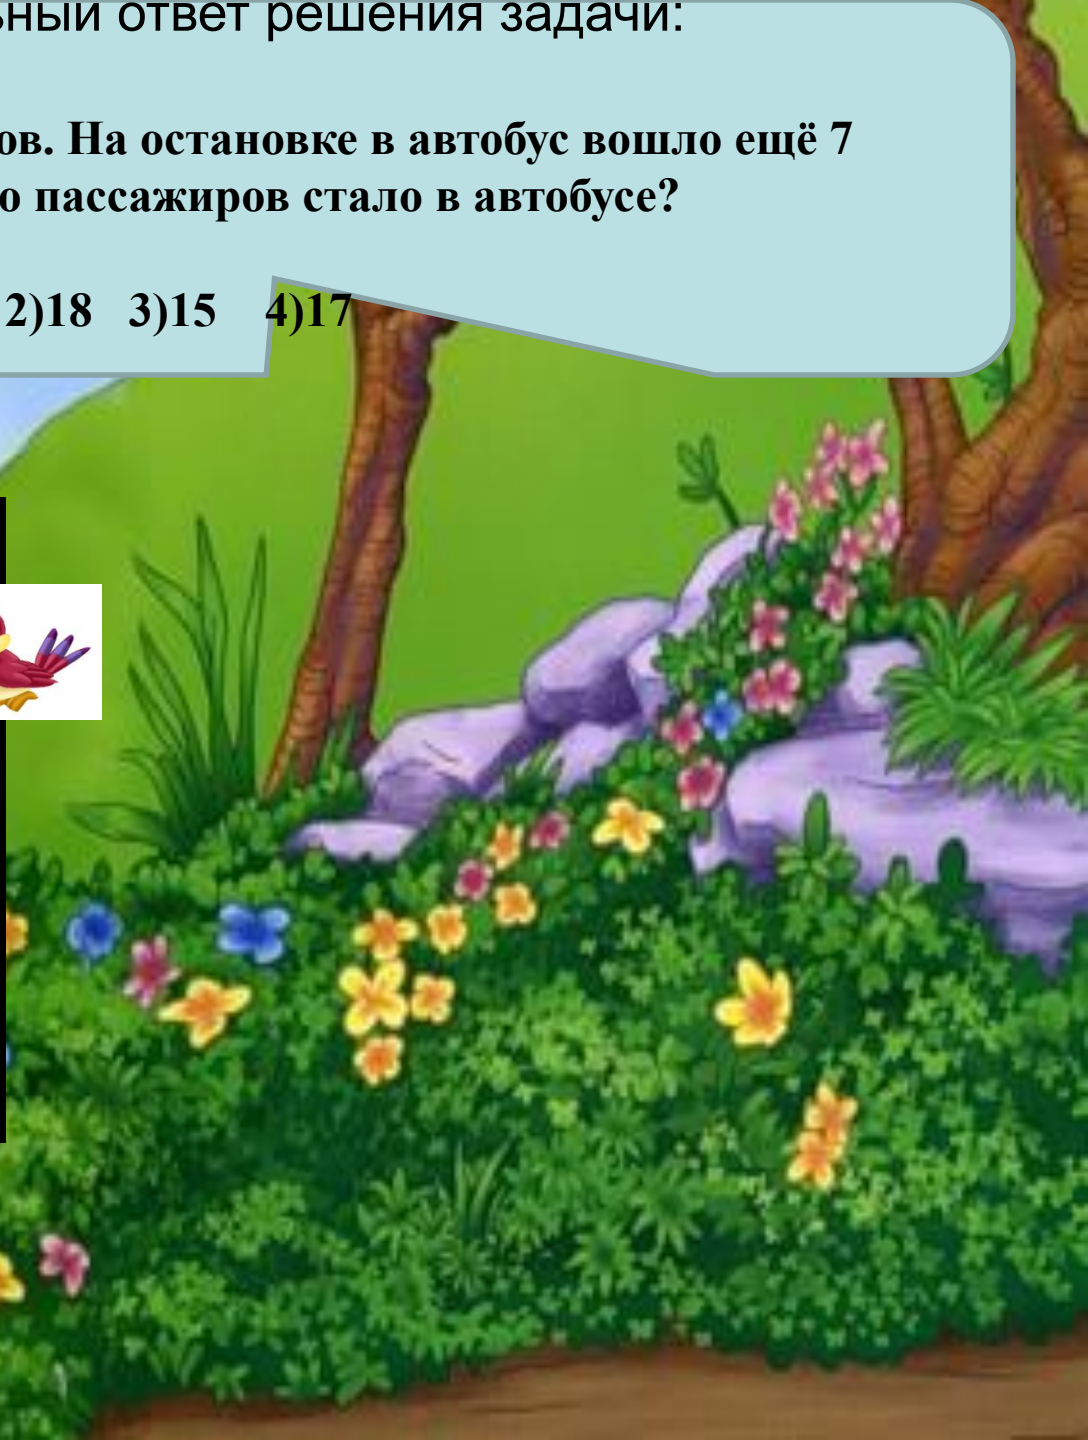 ный ответ решения задачи:
ов. На остановке в автобус вошло ещё 7
о пассажиров стало в автобусе?
2)18 3)15 4)17